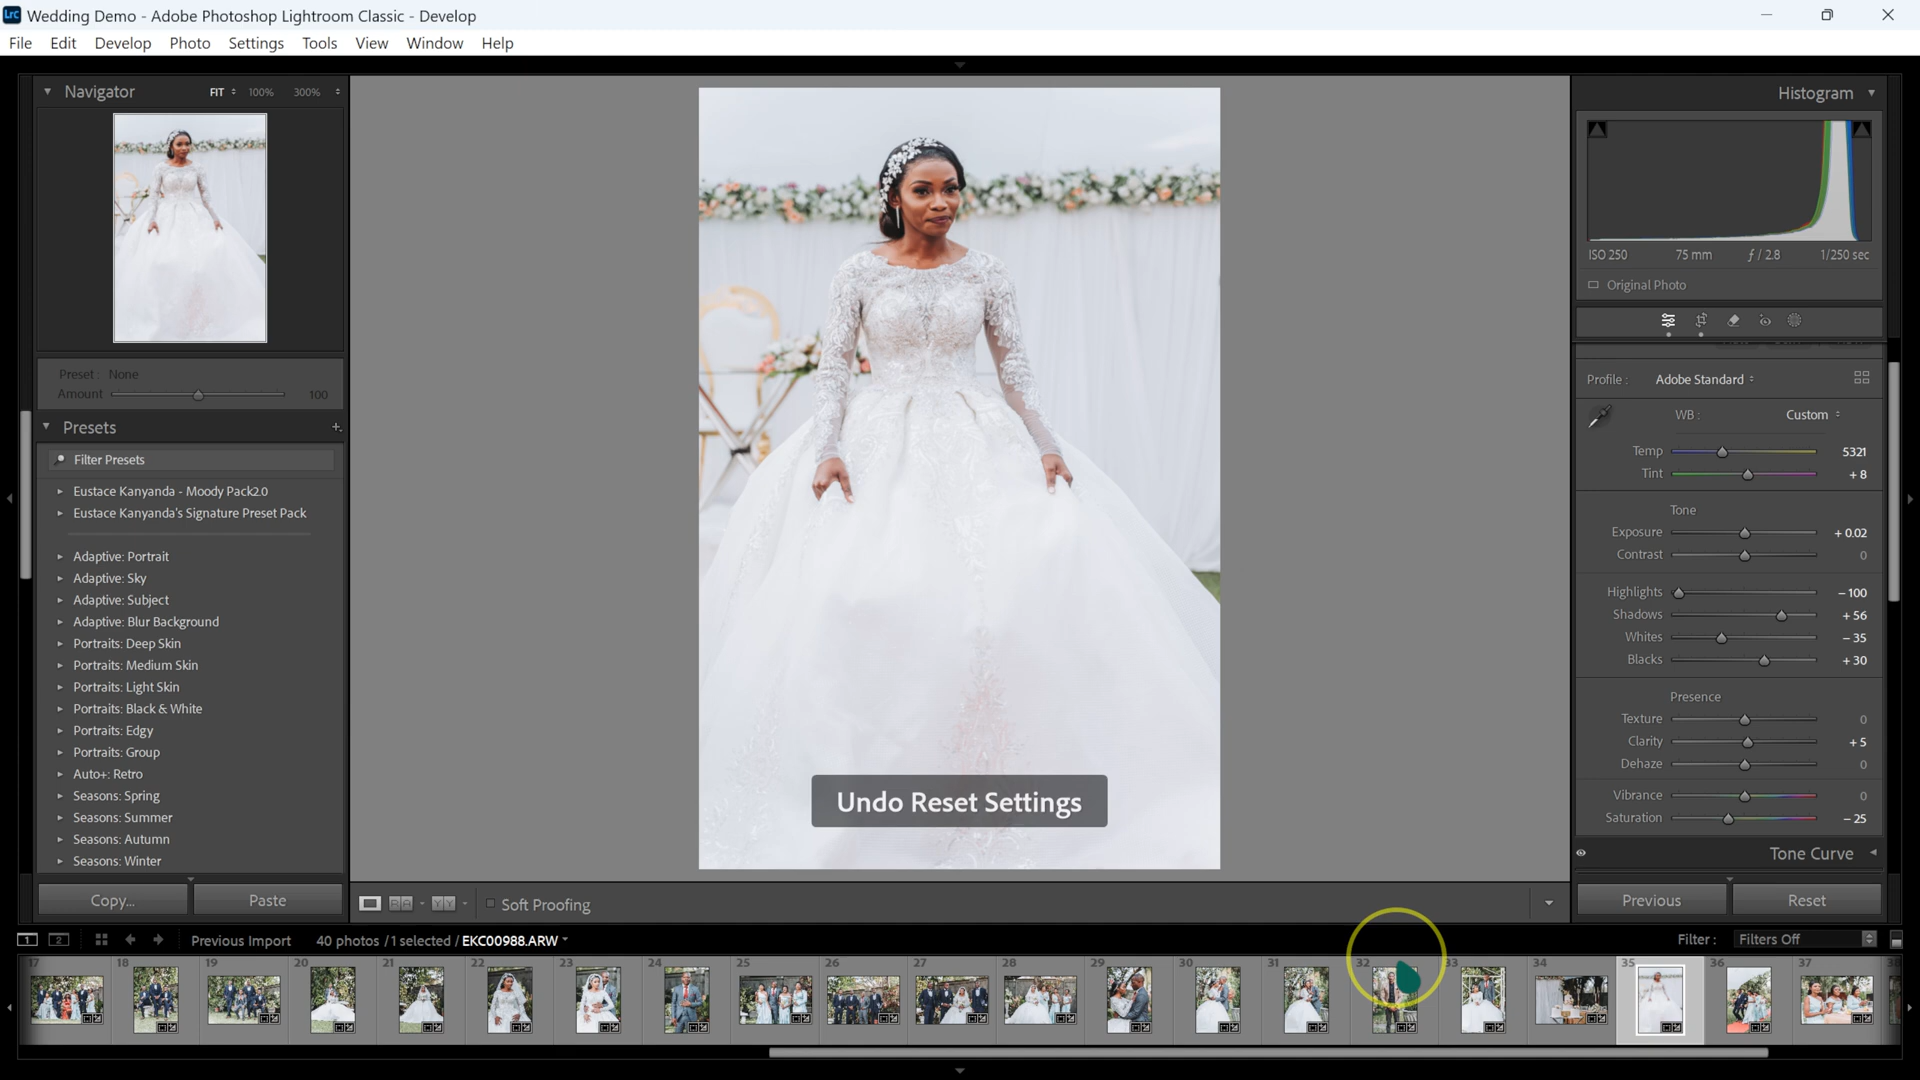 Wedding Demo - Adobe Photoshop Lightroom Classic - Develop
File Edit Develop Photo Settings Tools View Window Help
Navigator FIT 100% 300%
Preset: None
Amount 100
Presets
Filter Presets
Eustace Kanyanda - Moody Pack2.0
Eustace Kanyanda's Signature Preset Pack
Adaptive: Portrait
Adaptive: Sky
Adaptive: Subject
Adaptive: Blur Background
Portraits: Deep Skin
Portraits: Medium Skin
Portraits: Light Skin
Portraits: Black & White
Portraits: Edgy
Portraits: Group
Auto+: Retro
Seasons: Spring
Seasons: Summer
Seasons: Autumn
Seasons: Winter
Copy... Paste
Undo Reset Settings
Soft Proofing
Histogram
ISO 250 75 mm ƒ / 2.8 1/250 sec
Original Photo
Profile: Adobe Standard
WB: Custom
Temp 5321
Tint + 8
Tone
Exposure + 0.02
Contrast 0
Highlights - 100
Shadows + 56
Whites - 35
Blacks + 30
Presence
Texture 0
Clarity + 5
Dehaze 0
Vibrance 0
Saturation - 25
Tone Curve
Previous Reset
1 2 Previous Import 40 photos / 1 selected / EKC00988.ARW Filter: Filters Off
17 18 19 20 21 22 23 24 25 26 27 28 29 30 31 32 33 34 35 36 37 38